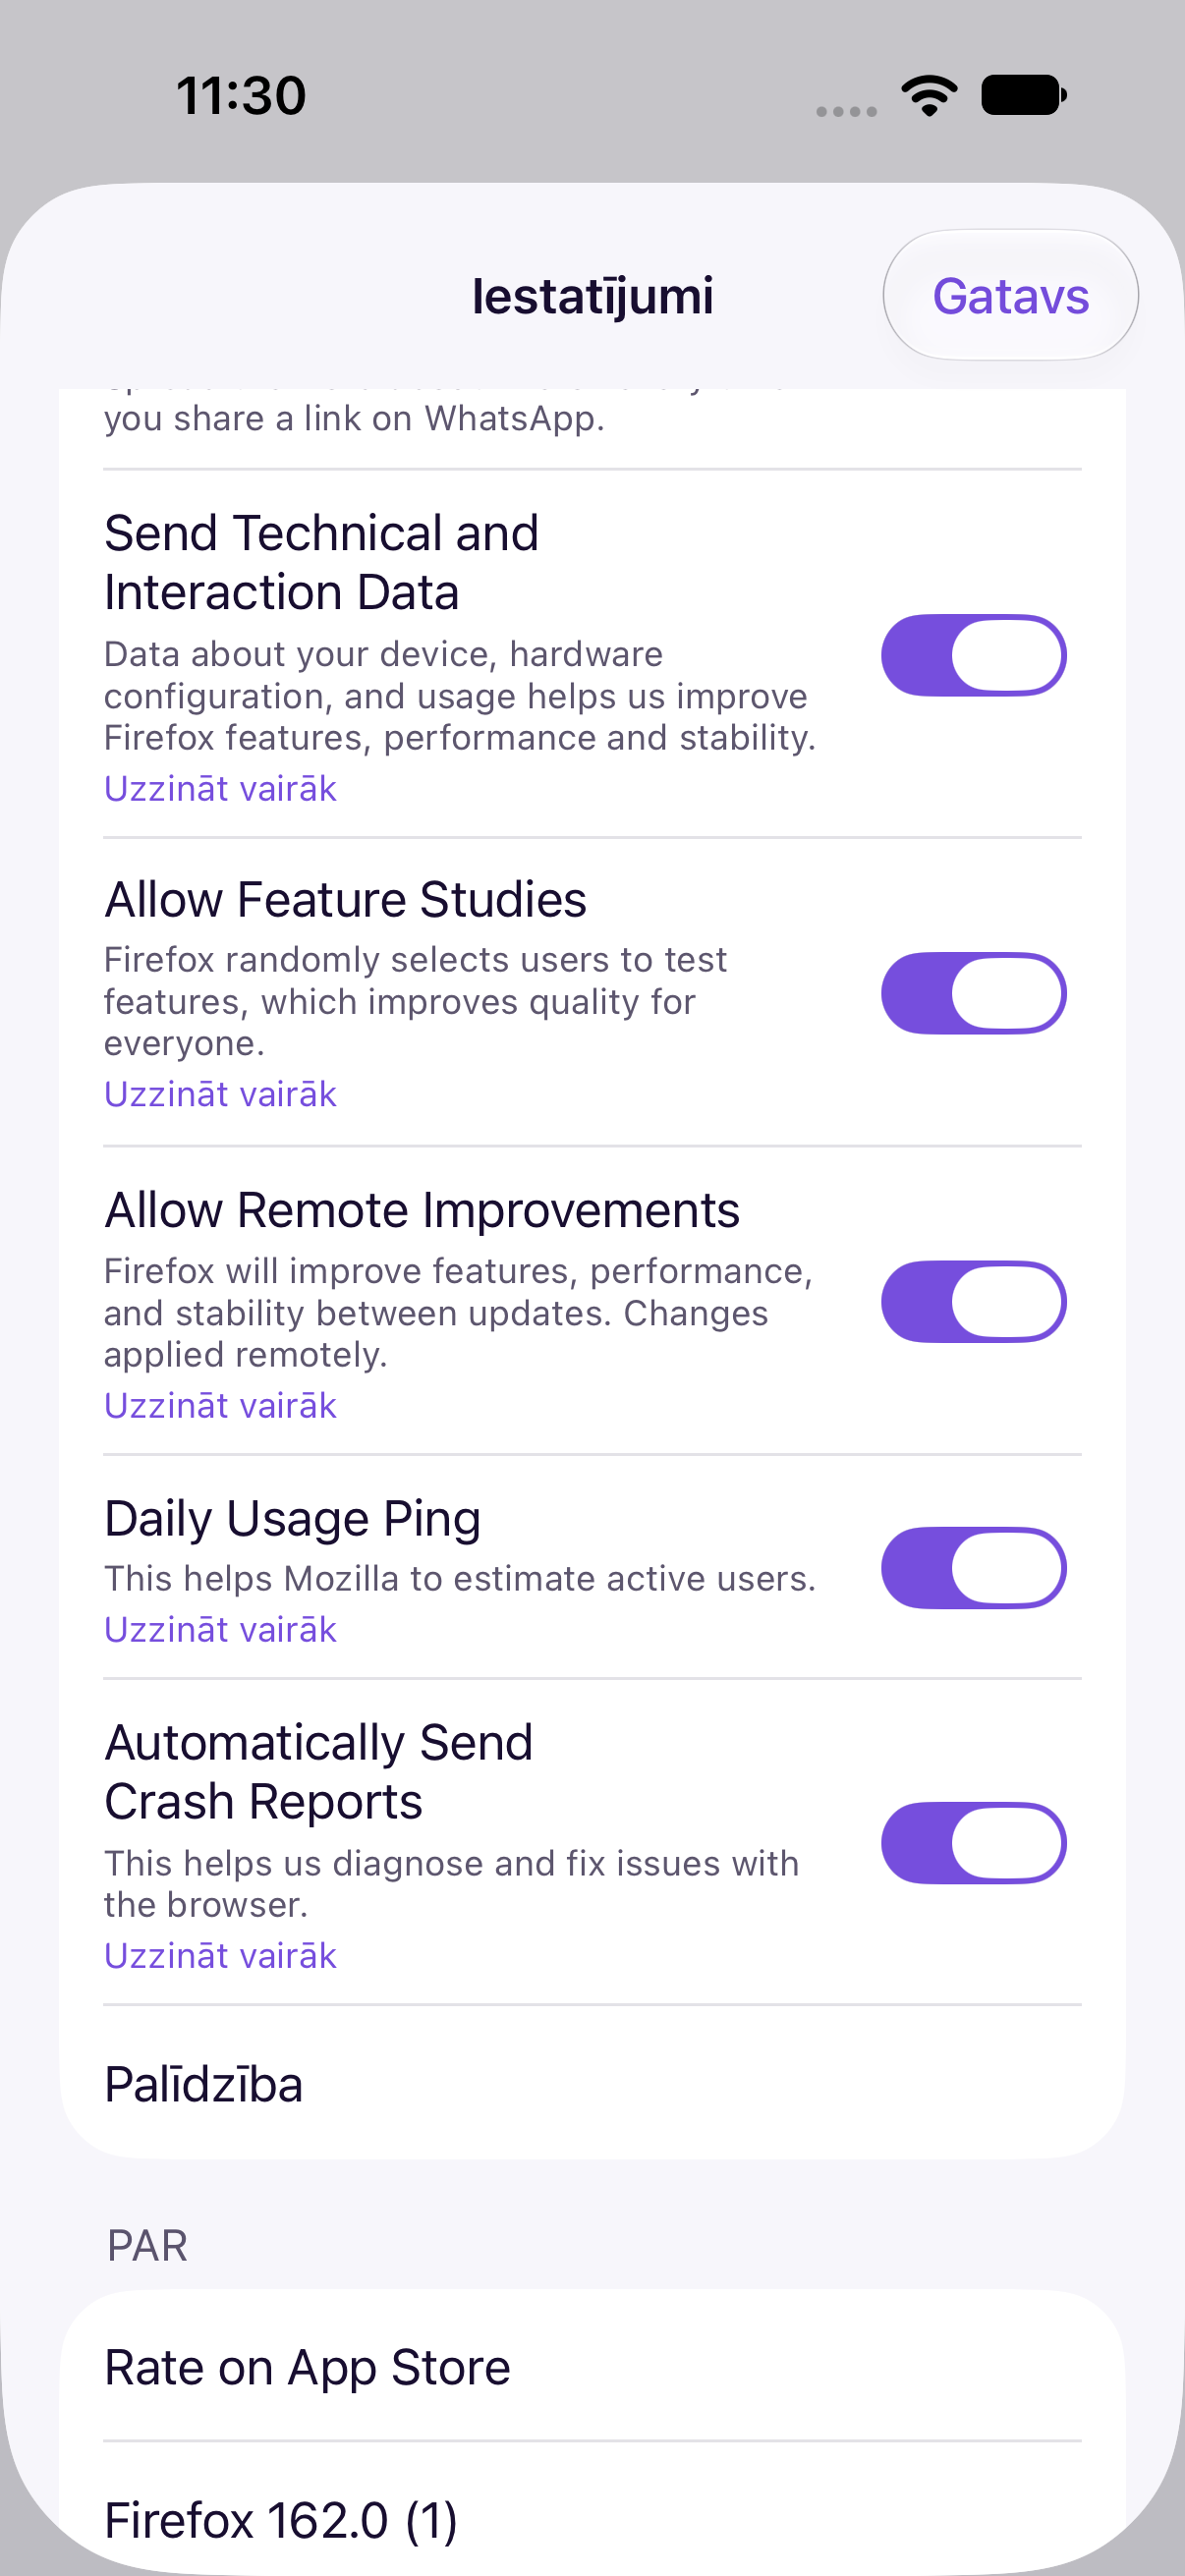 11:30
Iestatījumi
Gatavs
you share a link on WhatsApp.
Send Technical and
Interaction Data
Data about your device, hardware
configuration, and usage helps us improve
Firefox features, performance and stability.
Uzzināt vairāk
Allow Feature Studies
Firefox randomly selects users to test
features, which improves quality for
everyone.
Uzzināt vairāk
Allow Remote Improvements
Firefox will improve features, performance,
and stability between updates. Changes
applied remotely.
Uzzināt vairāk
Daily Usage Ping
This helps Mozilla to estimate active users.
Uzzināt vairāk
Automatically Send
Crash Reports
This helps us diagnose and fix issues with
the browser.
Uzzināt vairāk
Palīdzība
PAR
Rate on App Store
Firefox 162.0 (1)